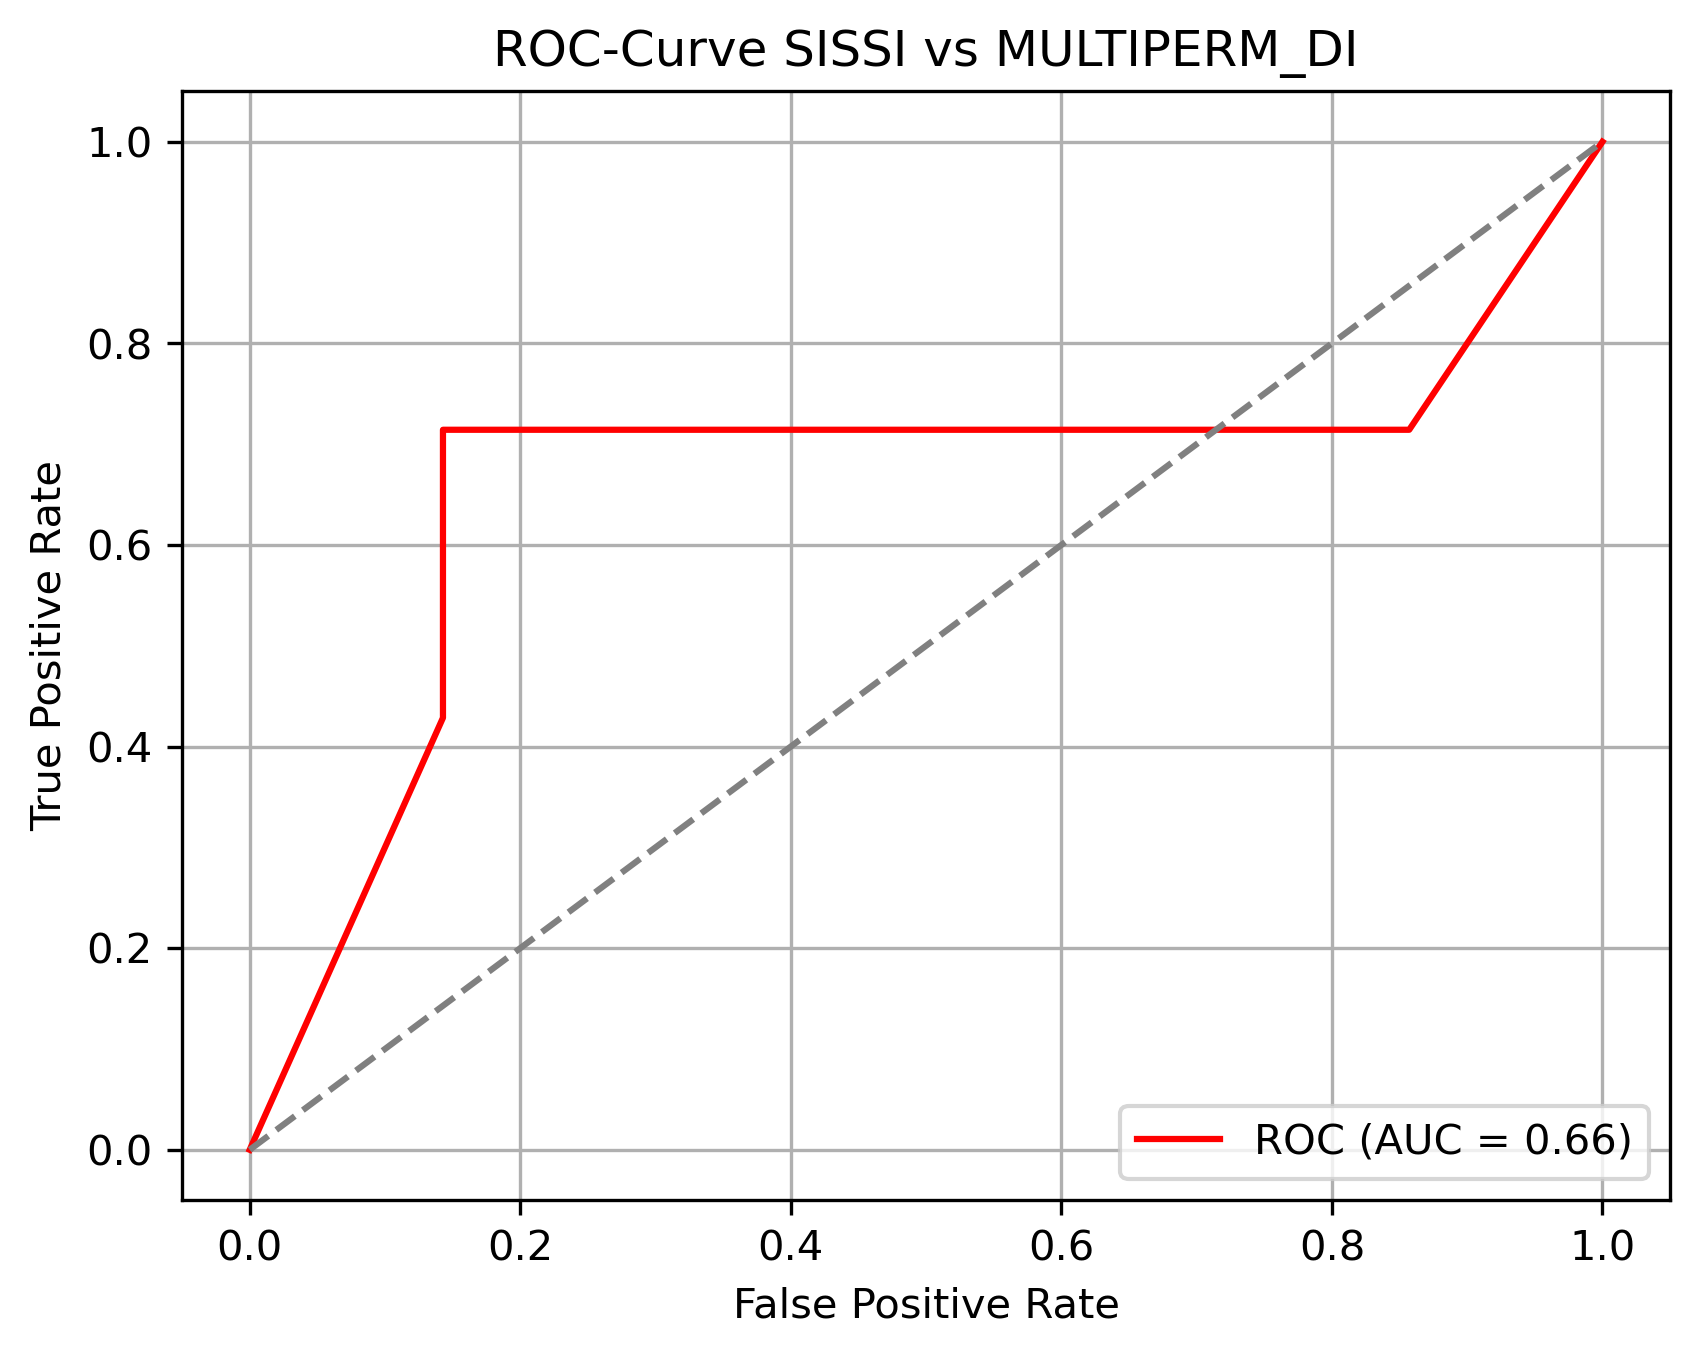 ROC-Curve SISSI vs MULTIPERM_DI
True Positive Rate
1.0
0.8
0.6
0.4
0.2
0.0
ROC (AUC = 0.66)
0.0 0.2 0.4 0.6 0.8 1.0
False Positive Rate